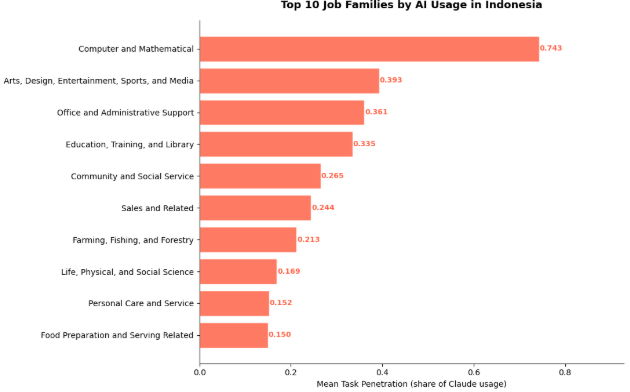 Top 10 Job Families by AI Usage in Indonesia
Computer and Mathematical 0.743
Arts, Design, Entertainment, Sports, and Media 0.393
Office and Administrative Support 0.361
Education, Training, and Library 0.335
Community and Social Service 0.265
Sales and Related 0.244
Farming, Fishing, and Forestry 0.213
Life, Physical, and Social Science 0.169
Personal Care and Service 0.152
Food Preparation and Serving Related 0.150
0.0 0.2 0.4 0.6 0.8
Mean Task Penetration (share of Claude usage)